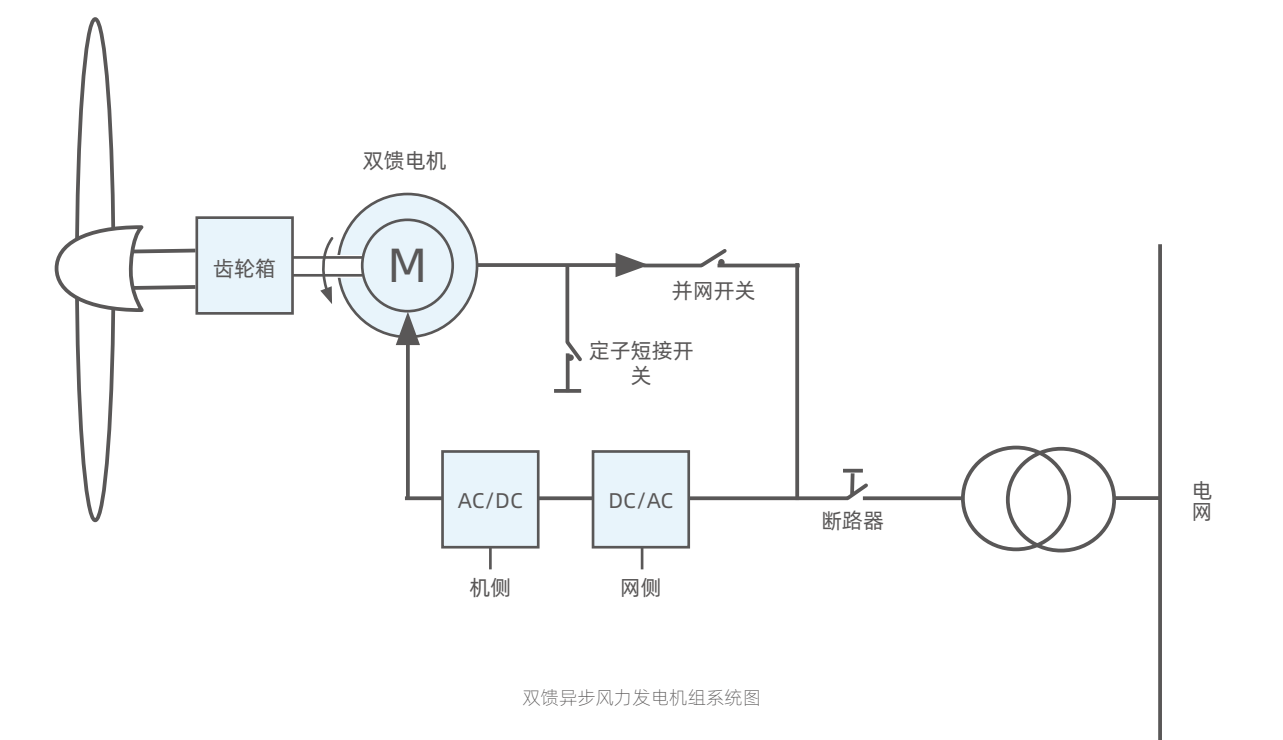 双馈电机
齿轮箱
M
并网开关
定子短接开
关
AC/DC
DC/AC
断路器
电
网
机侧
网侧
双馈异步风力发电机组系统图